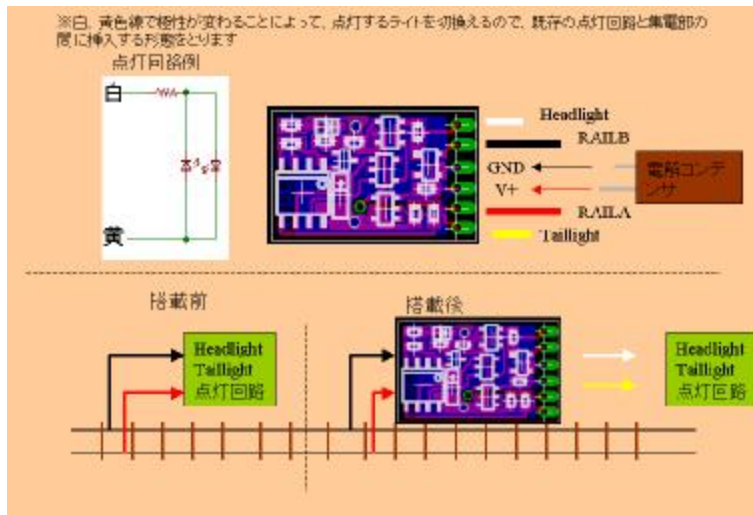 ※白、黄色線で極性が変わることによって、点灯するライトを切換えるので、既存の点灯回路と集電部の
間に挿入する形態をとります
点灯回路例
白
黄
Headlight
RAILB
GND
V+
RAILA
Taillight
電解コンデ
ンサ
搭載前
搭載後
Headlight
Taillight
点灯回路
Headlight
Taillight
点灯回路